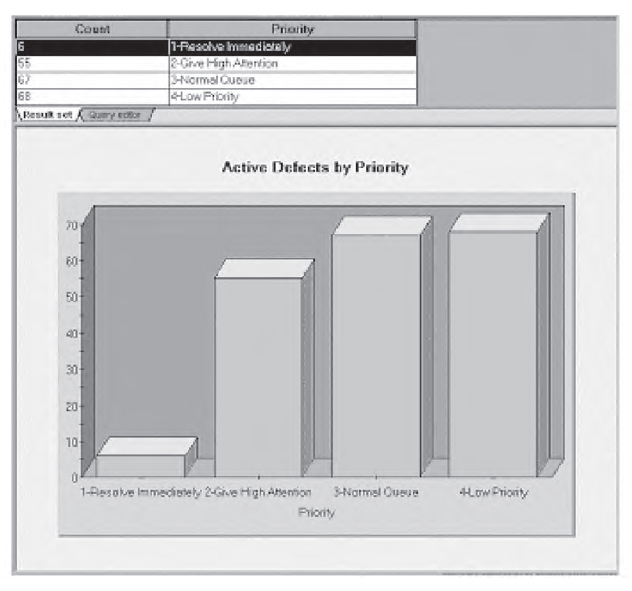 Count Priority
6 1-Resolve Immediately
55 2-Give High Attention
67 3-Normal Queue
68 4-Low Priority
Result set Query editor
Active Defects by Priority
70
60
50
40
30
20
10
0
1-Resolve Immediately 2-Give High Attention 3-Normal Queue 4-Low Priority
Priority